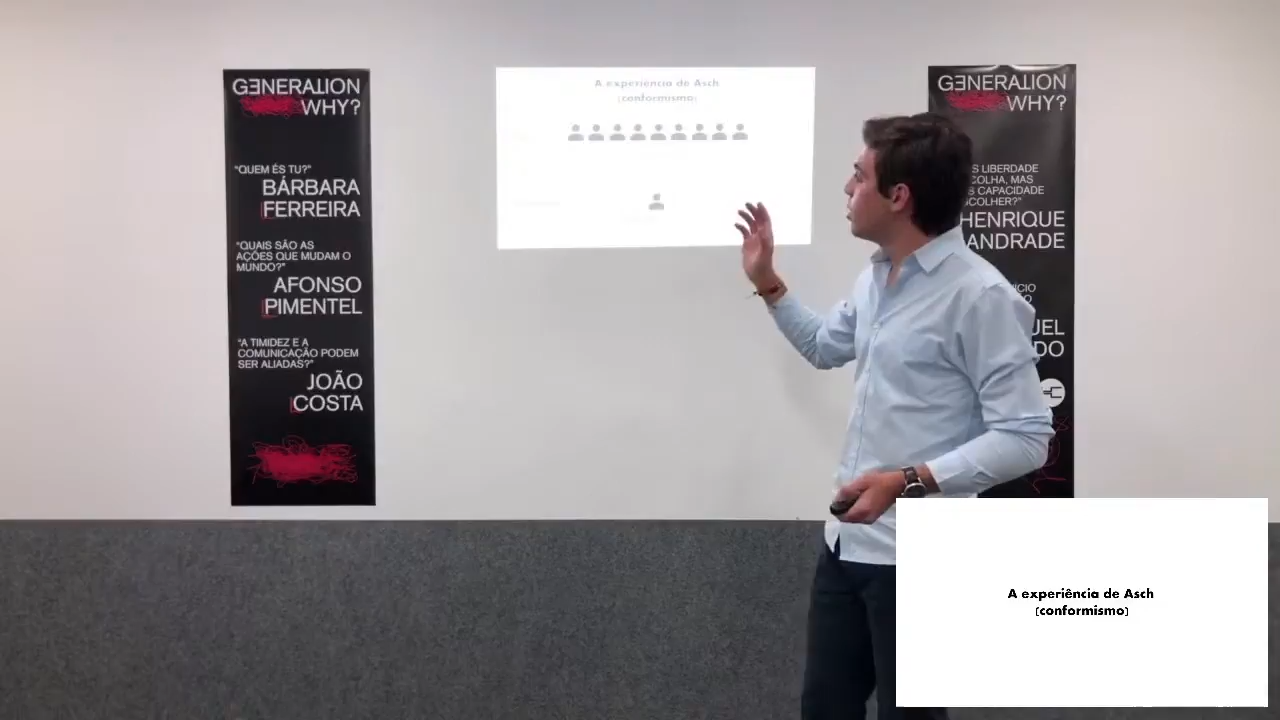 GENERATION
WHY?
"QUEM ÉS TU?"
BÁRBARA
FERREIRA
"QUAIS SÃO AS
AÇÕES QUE MUDAM O
MUNDO?"
AFONSO
PIMENTEL
"A TIMIDEZ E A
COMUNICAÇÃO PODEM
SER ALIADAS?"
JOÃO
COSTA
A experiência de Asch
(conformismo)
GENERATION
WHY?
LIBERDADE
MAS
CAPACIDADE
HENRIQUE
ANDRADE
A experiência de Asch
(conformismo)